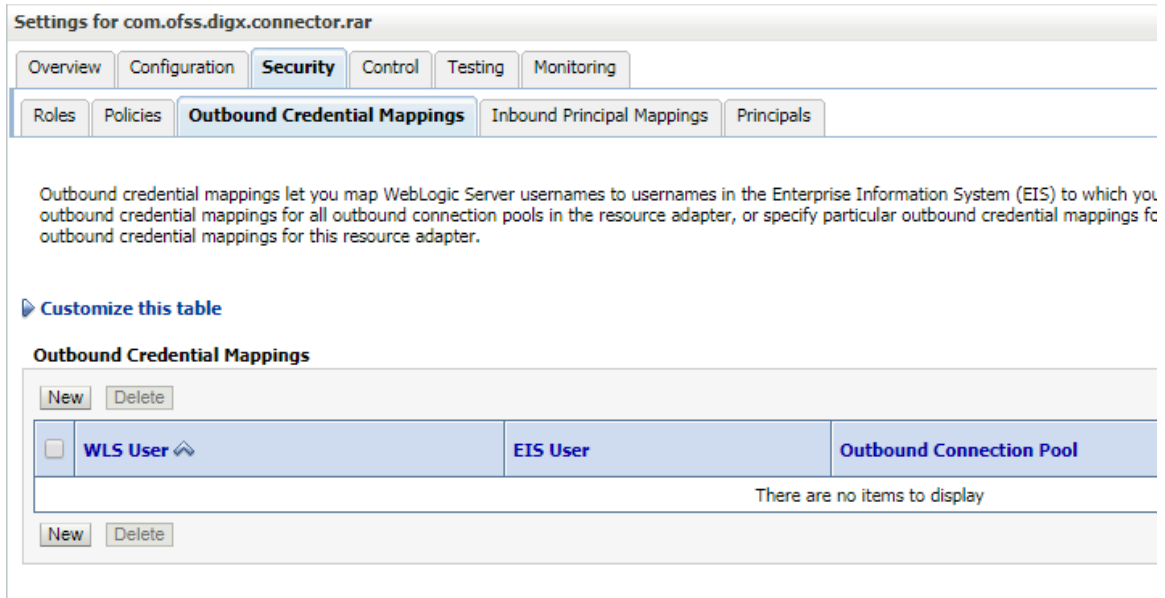 Settings for com.ofss.digx.connector.rar
Overview Configuration Security Control Testing Monitoring
Roles Policies Outbound Credential Mappings Inbound Principal Mappings Principals
Outbound credential mappings let you map WebLogic Server usernames to usernames in the Enterprise Information System (EIS) to which you
outbound credential mappings for all outbound connection pools in the resource adapter, or specify particular outbound credential mappings fo
outbound credential mappings for this resource adapter.
Customize this table
Outbound Credential Mappings
New Delete
WLS User EIS User Outbound Connection Pool
There are no items to display
New Delete